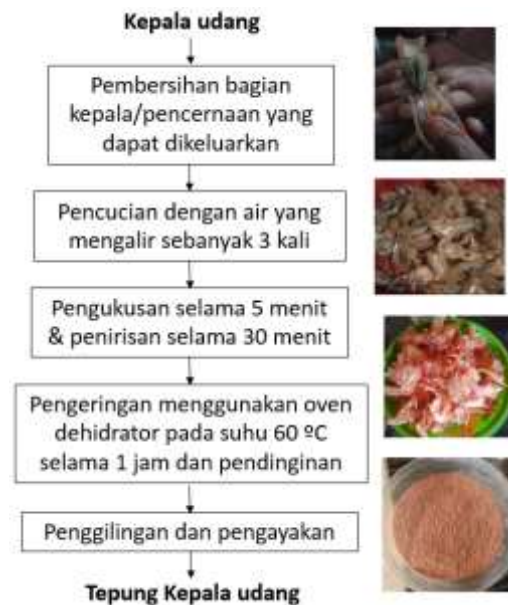 Kepala udang
Pembersihan bagian
kepala/pencernaan yang
dapat dikeluarkan
Pencucian dengan air yang
mengalir sebanyak 3 kali
Pengukusan selama 5 menit
& penirisan selama 30 menit
Pengeringan menggunakan oven
dehidrator pada suhu 60 ºC
selama 1 jam dan pendinginan
Penggilingan dan pengayakan
Tepung Kepala udang